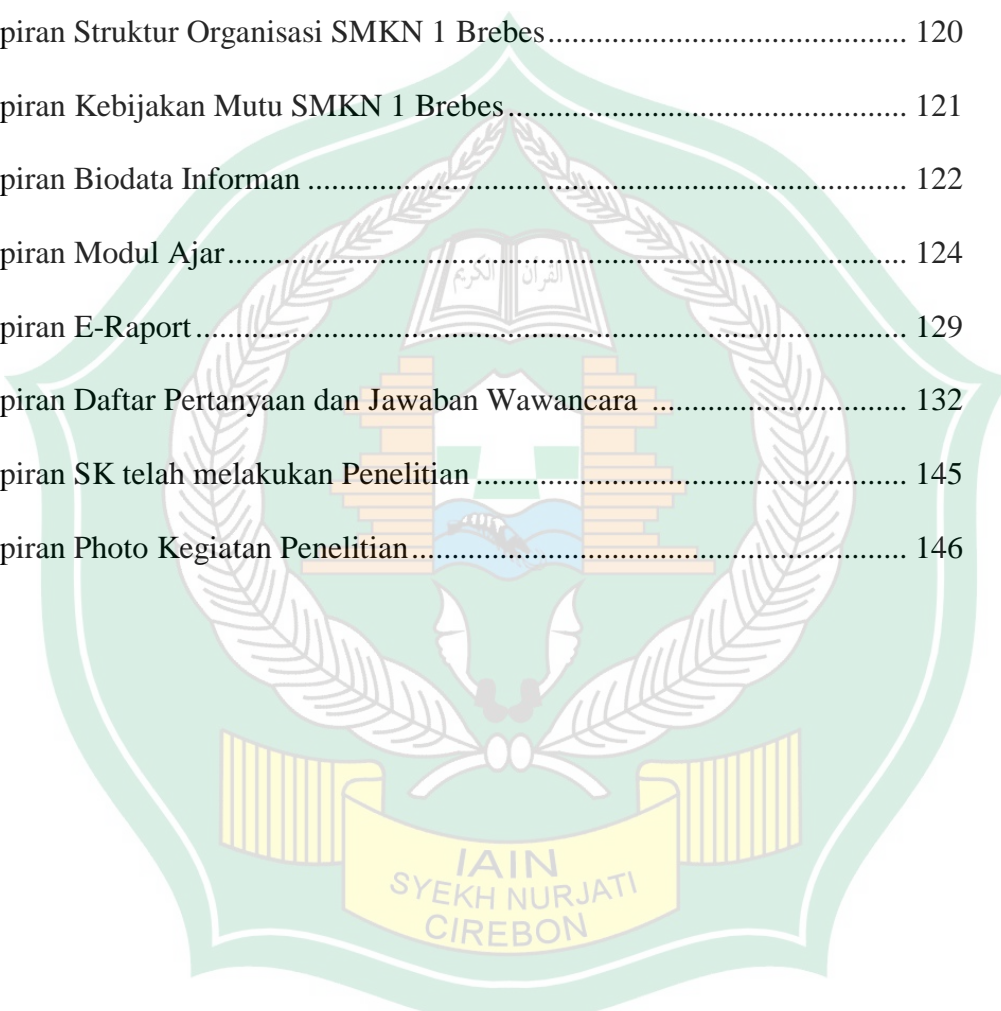 piran Struktur Organisasi SMKN 1 Brebes ............................................. 120
piran Kebijakan Mutu SMKN 1 Brebes .................................................. 121
piran Biodata Informan ........................................................................... 122
piran Modul Ajar ..................................................................................... 124
piran E-Raport ......................................................................................... 129
piran Daftar Pertanyaan dan Jawaban Wawancara ................................ 132
piran SK telah melakukan Penelitian ...................................................... 145
piran Photo Kegiatan Penelitian .............................................................. 146
القرآن الكريم
IAIN
SYEKH NURJATI
CIREBON